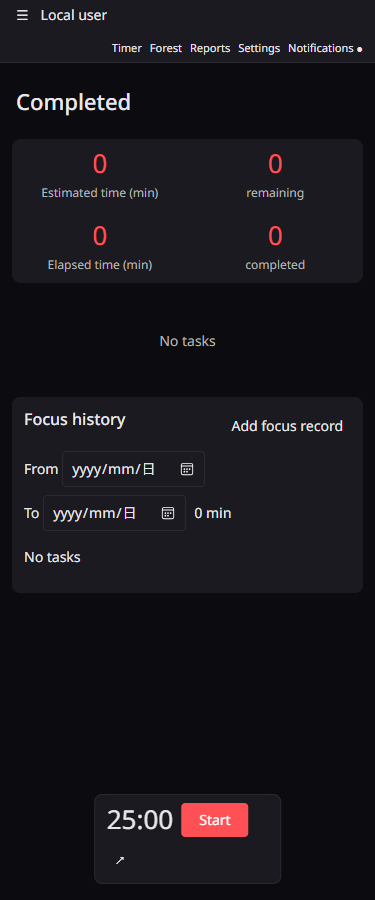 ☰ Local user
Timer Forest Reports Settings Notifications ●
Completed
0 0
Estimated time (min) remaining
0 0
Elapsed time (min) completed
No tasks
Focus history Add focus record
From yyyy/mm/日
To yyyy/mm/日 0 min
No tasks
25:00 Start
↗